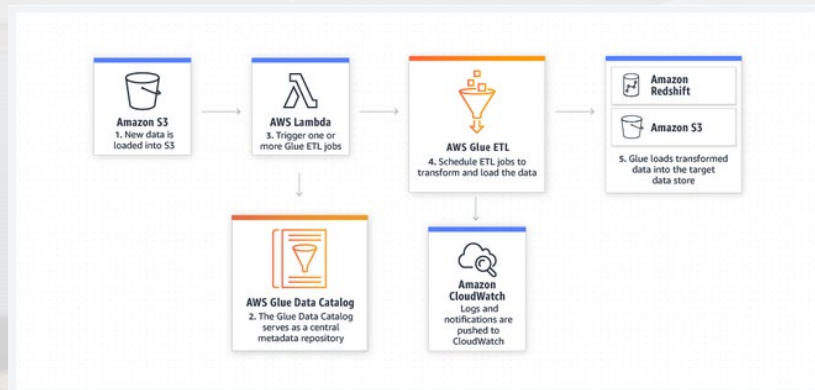 Amazon S3
1. New data is
loaded into S3
AWS Lambda
3. Trigger one or
more Glue ETL jobs
AWS Glue Data Catalog
2. The Glue Data Catalog
serves as a central
metadata repository
AWS Glue ETL
4. Schedule ETL jobs to
transform and load the data
Amazon
CloudWatch
Logs and
notifications are
pushed to
CloudWatch
Amazon
Redshift
Amazon S3
5. Glue loads transformed
data into the target
data store